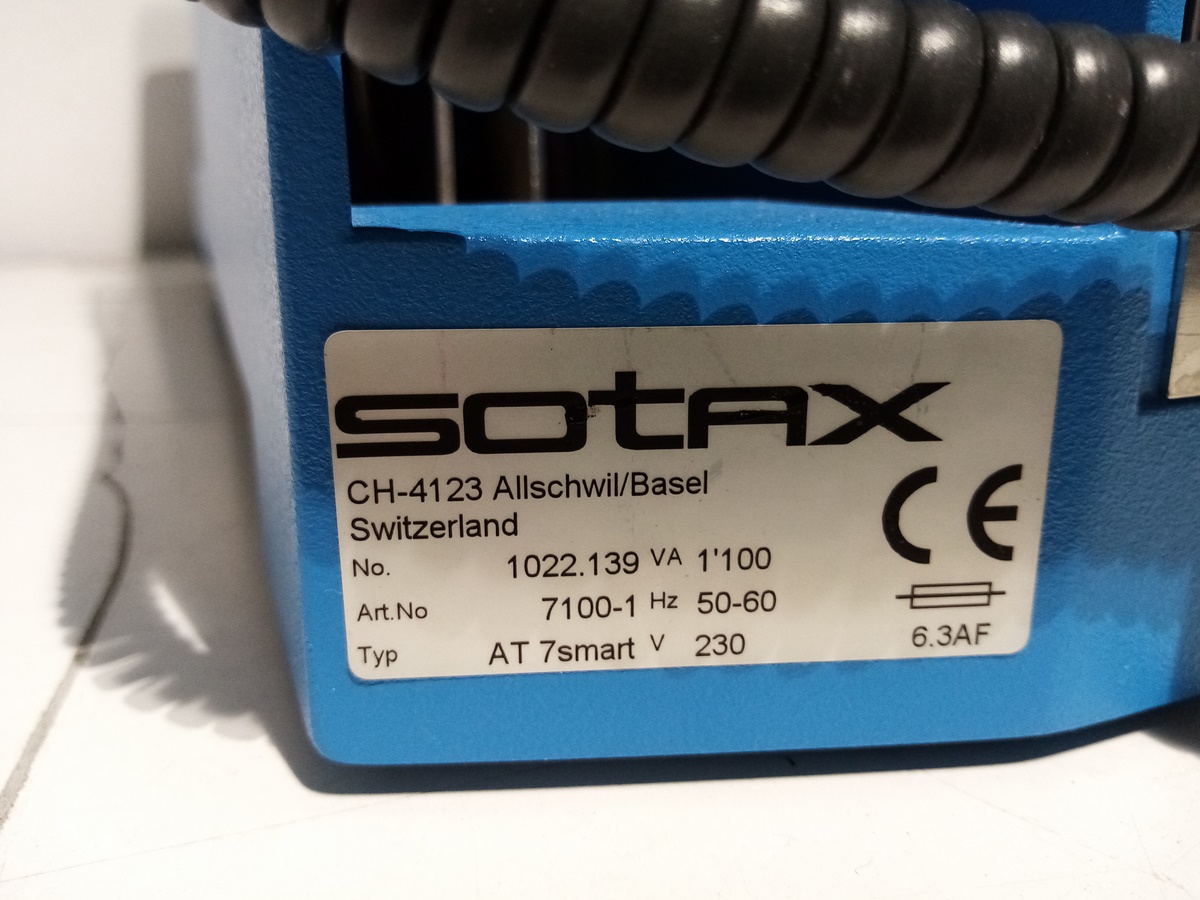 sotax
CH-4123 Allschwil/Basel
Switzerland
No. 1022.139 VA 1'100
Art.No 7100-1 Hz 50-60
Typ AT 7smart V 230
CE
6.3AF